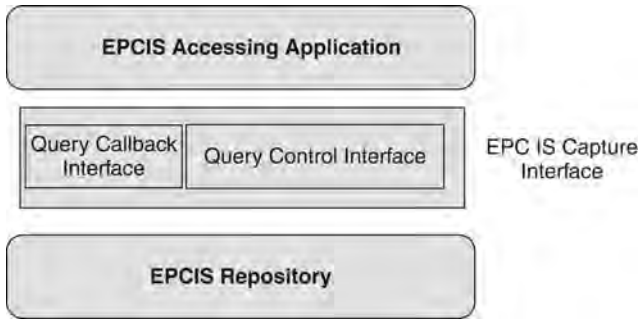 EPCIS Accessing Application
Query Callback
Interface
Query Control Interface
EPC IS Capture
Interface
EPCIS Repository